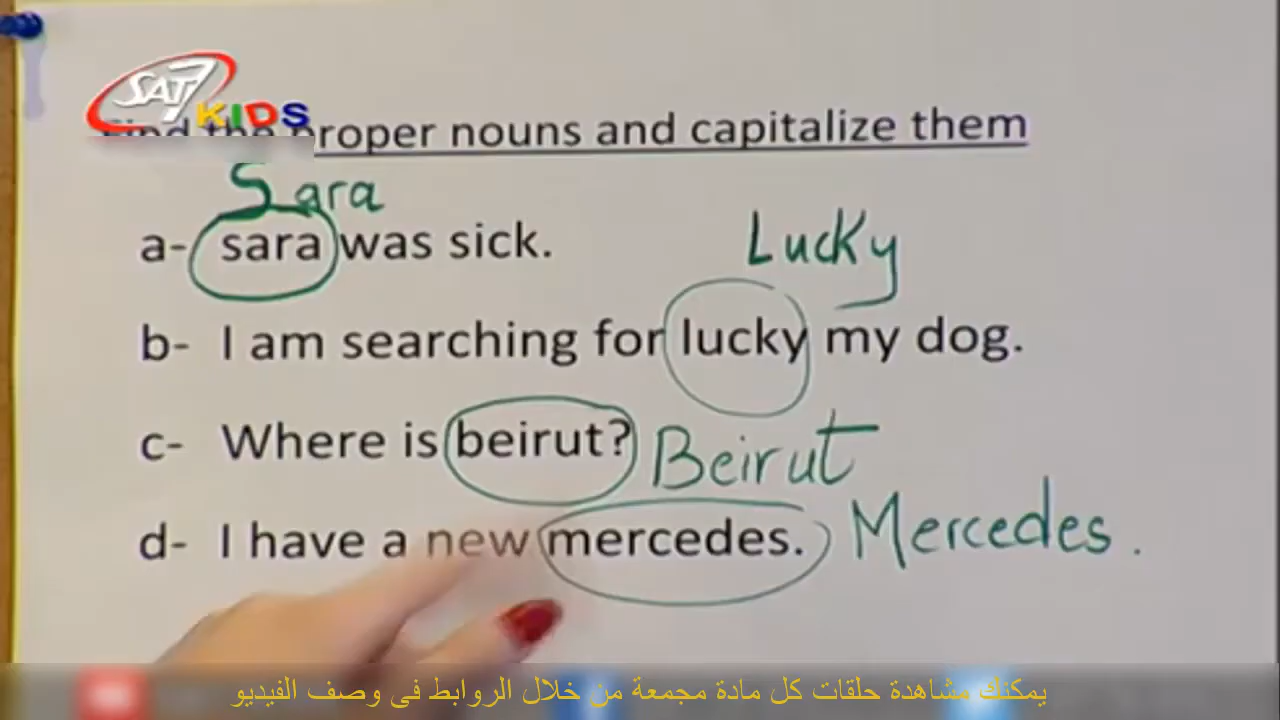 SAT7
KIDS
Find the proper nouns and capitalize them
Sara
a- sara was sick.
Lucky
b- I am searching for lucky my dog.
c- Where is beirut? Beirut
d- I have a new mercedes. Mercedes.
يمكنك مشاهدة حلقات كل مادة مجمعة من خلال الروابط فى وصف الفيديو